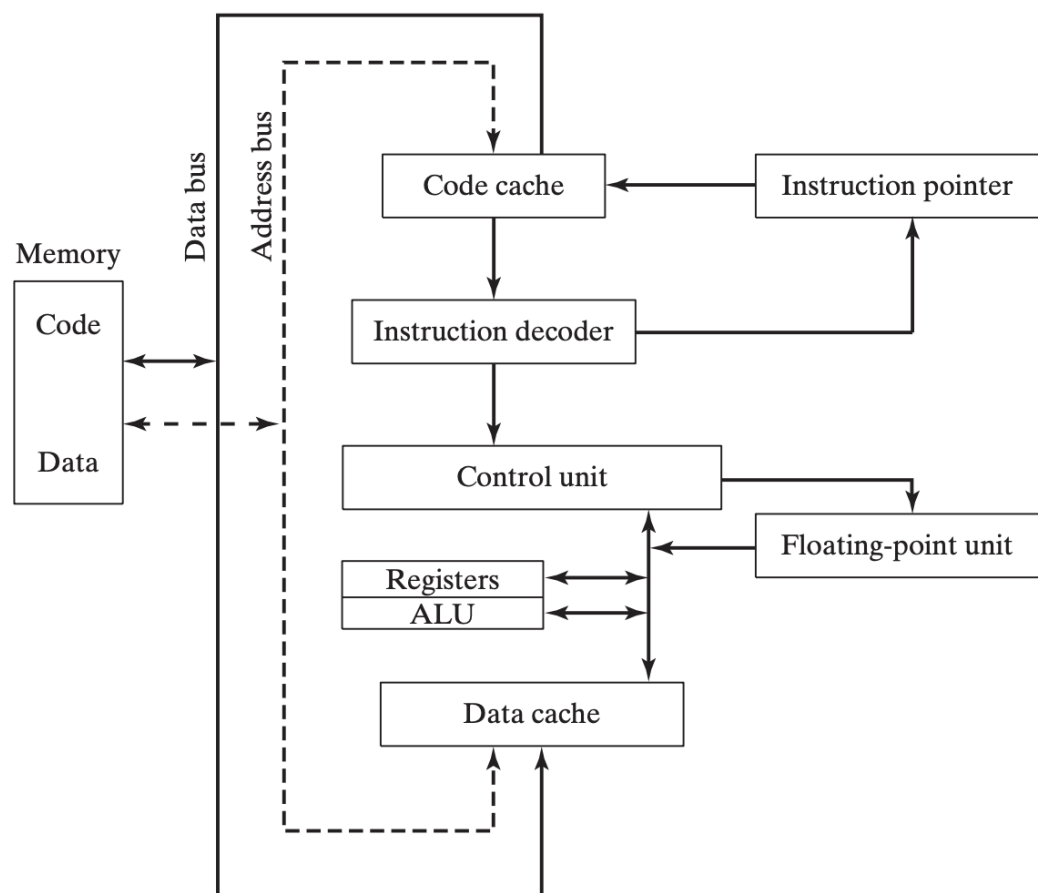 Data bus
Address bus
Code cache
Instruction pointer
Memory
Code
Data
Instruction decoder
Control unit
Floating-point unit
Registers
ALU
Data cache